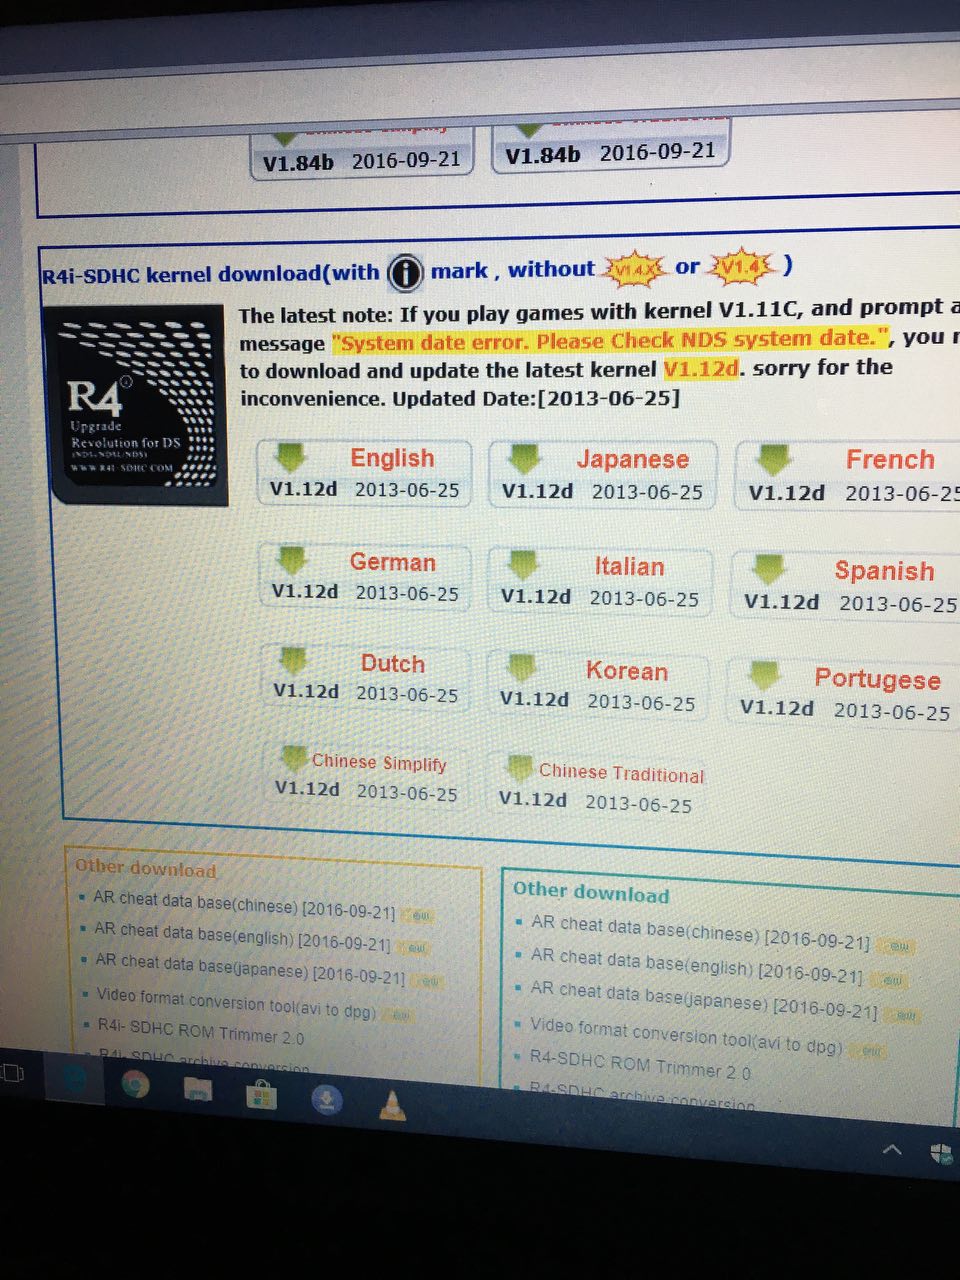 V1.84b 2016-09-21
V1.84b 2016-09-21
R4i-SDHC kernel download(with i mark , without V1.4.X or V1.4 )
The latest note: If you play games with kernel V1.11C, and prompt a
message "System date error. Please Check NDS system date.", you
to download and update the latest kernel V1.12d. sorry for the
inconvenience. Updated Date:[2013-06-25]
R4
Upgrade
Revolution for DS
(NDS/NDSL/NDSi)
WWW.R4I-SDHC.COM
English
V1.12d 2013-06-25
Japanese
V1.12d 2013-06-25
French
V1.12d 2013-06-25
German
V1.12d 2013-06-25
Italian
V1.12d 2013-06-25
Spanish
V1.12d 2013-06-25
Dutch
V1.12d 2013-06-25
Korean
V1.12d 2013-06-25
Portugese
V1.12d 2013-06-25
Chinese Simplify
V1.12d 2013-06-25
Chinese Traditional
V1.12d 2013-06-25
Other download
AR cheat data base(chinese) [2016-09-21]
AR cheat data base(english) [2016-09-21]
AR cheat data base(japanese) [2016-09-21]
Video format conversion tool(avi to dpg)
R4i- SDHC ROM Trimmer 2.0
R4i- SDHC archive conversion
Other download
AR cheat data base(chinese) [2016-09-21]
AR cheat data base(english) [2016-09-21]
AR cheat data base(japanese) [2016-09-21]
Video format conversion tool(avi to dpg)
R4-SDHC ROM Trimmer 2.0
R4-SDHC archive conversion